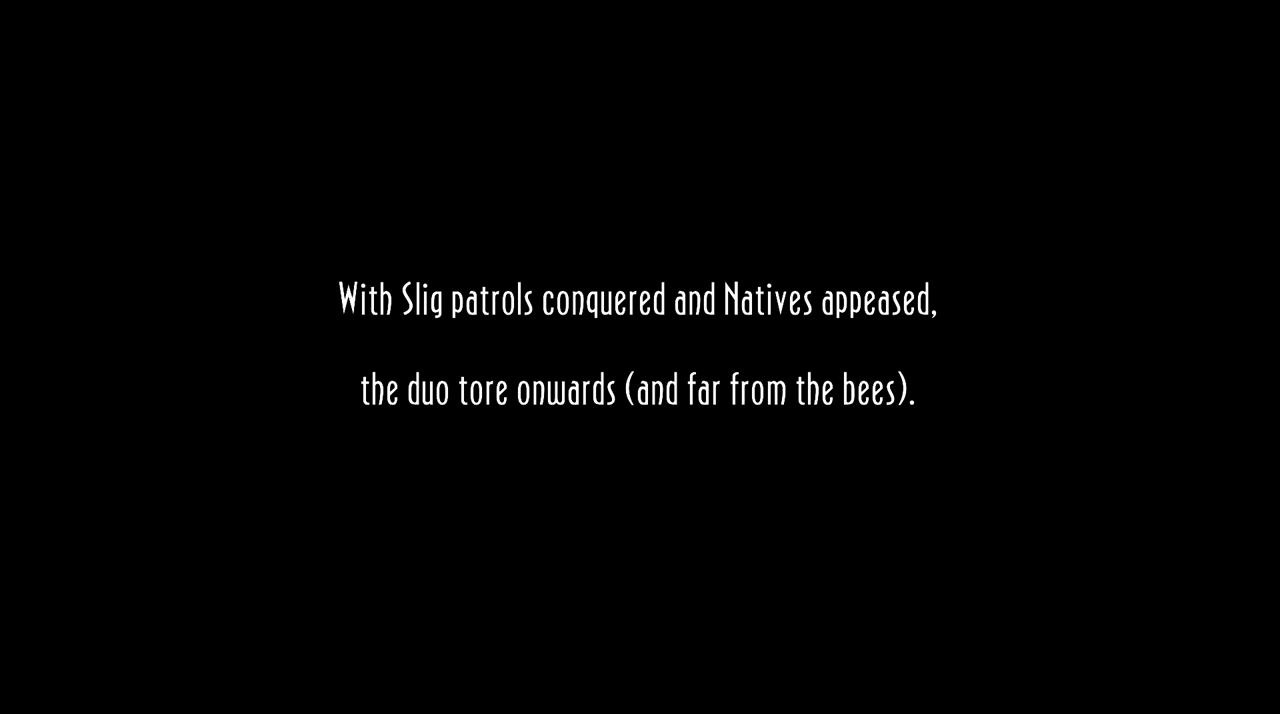 With Slig patrols conquered and Natives appeased,
the duo tore onwards (and far from the bees).